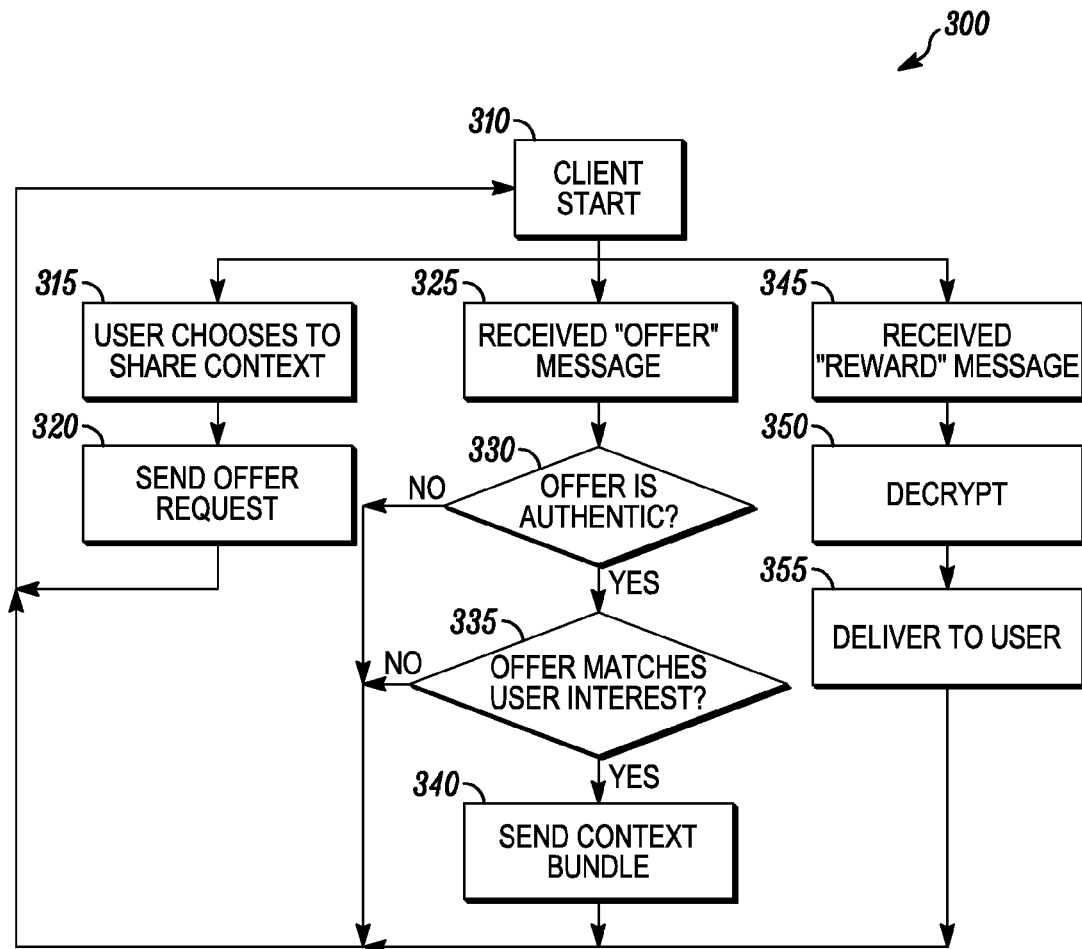 300
310
CLIENT
START
315
USER CHOOSES TO
SHARE CONTEXT
325
RECEIVED "OFFER"
MESSAGE
345
RECEIVED
"REWARD" MESSAGE
320
SEND OFFER
REQUEST
330
OFFER IS
AUTHENTIC?
NO
YES
350
DECRYPT
335
OFFER MATCHES
USER INTEREST?
NO
YES
355
DELIVER TO USER
340
SEND CONTEXT
BUNDLE